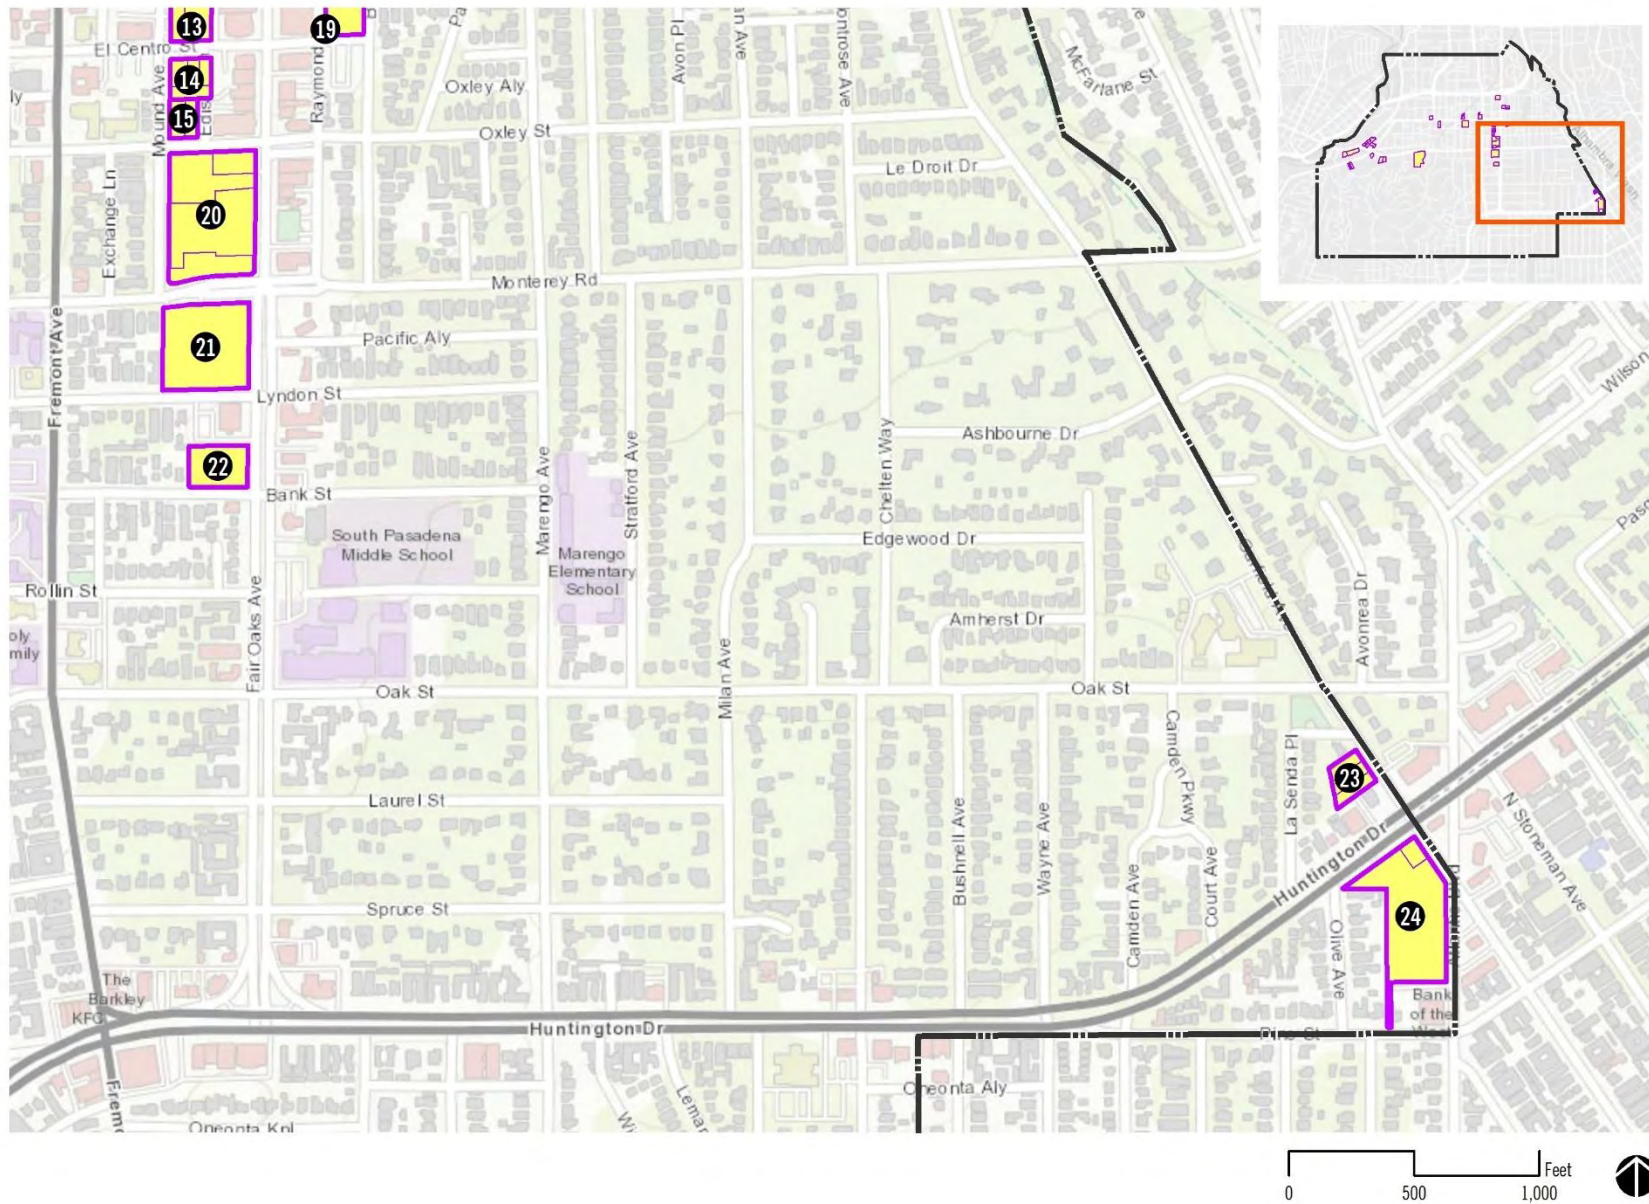 13
19
El Centro St
14
15
Mound Ave
Raymond
Avon Pl
McFarlane St
Oxley Aly
Oxley St
Le Droit Dr
Exchange Ln
20
Monterey Rd
Fremont Ave
21
Pacific Aly
Lyndon St
Wilson
22
Chelten Way
Ashbourne Dr
Marengo Ave
Stratford Ave
Bank St
South Pasadena
Middle School
Edgewood Dr
Marengo
Elementary
School
Rollin St
Fair Oaks Ave
Amherst Dr
Avonrea Dr
Milan Ave
Oak St
Oak St
Camden Pkwy
La Senda Pl
23
Laurel St
N Stoneman Ave
Bushnell Ave
Wayne Ave
Huntington Dr
Camden Ave
Court Ave
Spruce St
Olive Ave
24
The
Barkley
KFC
Bank
of the
Huntington Dr
Oneonta Aly
Oneonta Knl
Feet
0
500
1,000